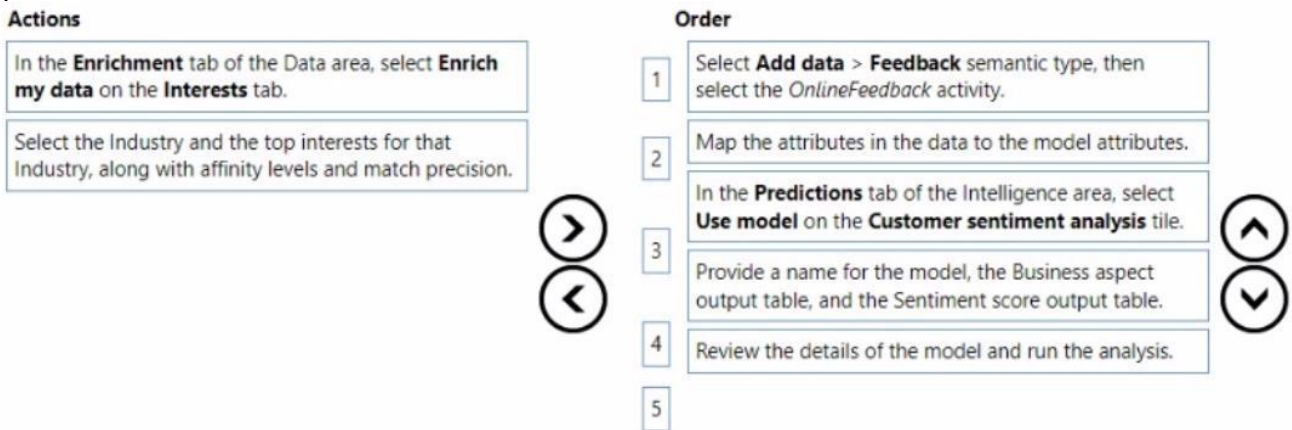 Actions
In the Enrichment tab of the Data area, select Enrich
my data on the Interests tab.
Select the Industry and the top interests for that
Industry, along with affinity levels and match precision.
Order
1
Select Add data > Feedback semantic type, then
select the OnlineFeedback activity.
2
Map the attributes in the data to the model attributes.
In the Predictions tab of the Intelligence area, select
Use model on the Customer sentiment analysis tile.
3
Provide a name for the model, the Business aspect
output table, and the Sentiment score output table.
4
Review the details of the model and run the analysis.
5